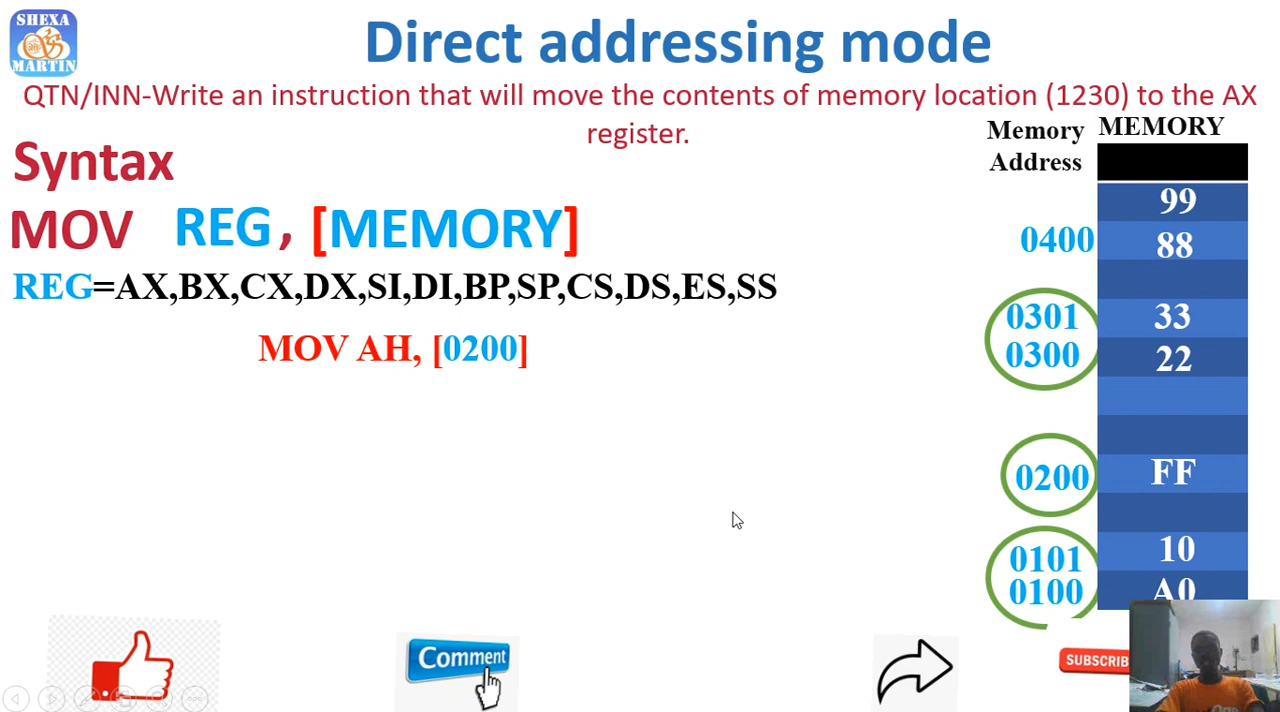 SHEXA
MARTIN
Direct addressing mode
QTN/INN-Write an instruction that will move the contents of memory location (1230) to the AX
register.
Syntax
MOV REG, [MEMORY]
REG=AX,BX,CX,DX,SI,DI,BP,SP,CS,DS,ES,SS
MOV AH, [0200]
Memory
Address
MEMORY
99
0400 88
0301 33
0300 22
0200 FF
0101 10
0100 A0
Comment
SUBSCRIB